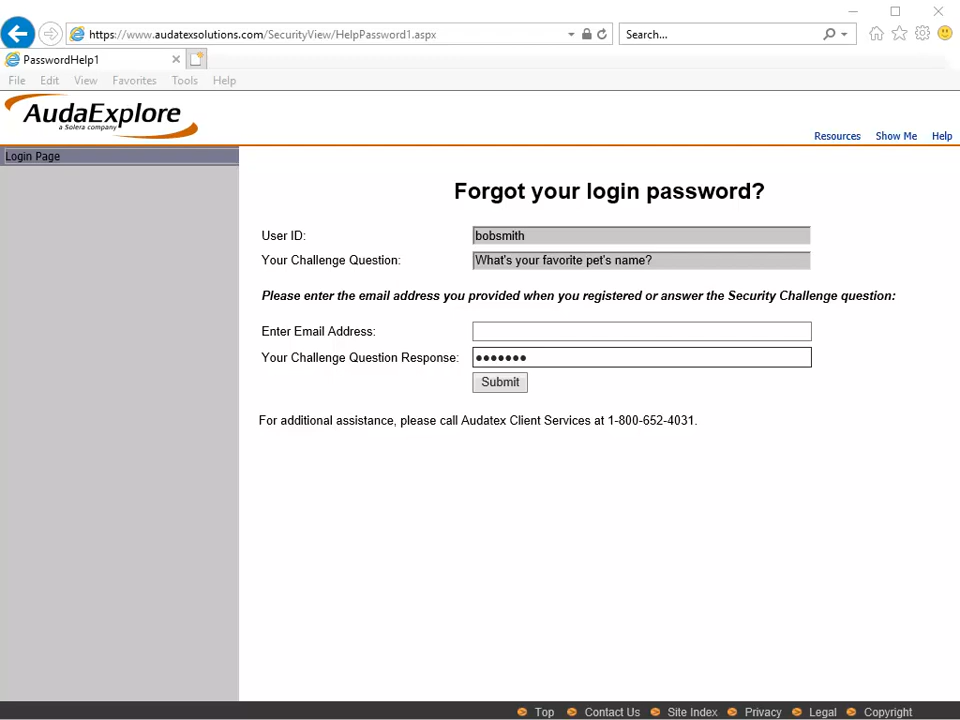 https://www.audatexsolutions.com/SecurityView/HelpPassword1.aspx
Search...
PasswordHelp1
File Edit View Favorites Tools Help
AudaExplore
a Solera company
Resources Show Me Help
Login Page
Forgot your login password?
User ID: bobsmith
Your Challenge Question: What's your favorite pet's name?
Please enter the email address you provided when you registered or answer the Security Challenge question:
Enter Email Address:
Your Challenge Question Response: •••••••
Submit
For additional assistance, please call Audatex Client Services at 1-800-652-4031.
Top Contact Us Site Index Privacy Legal Copyright